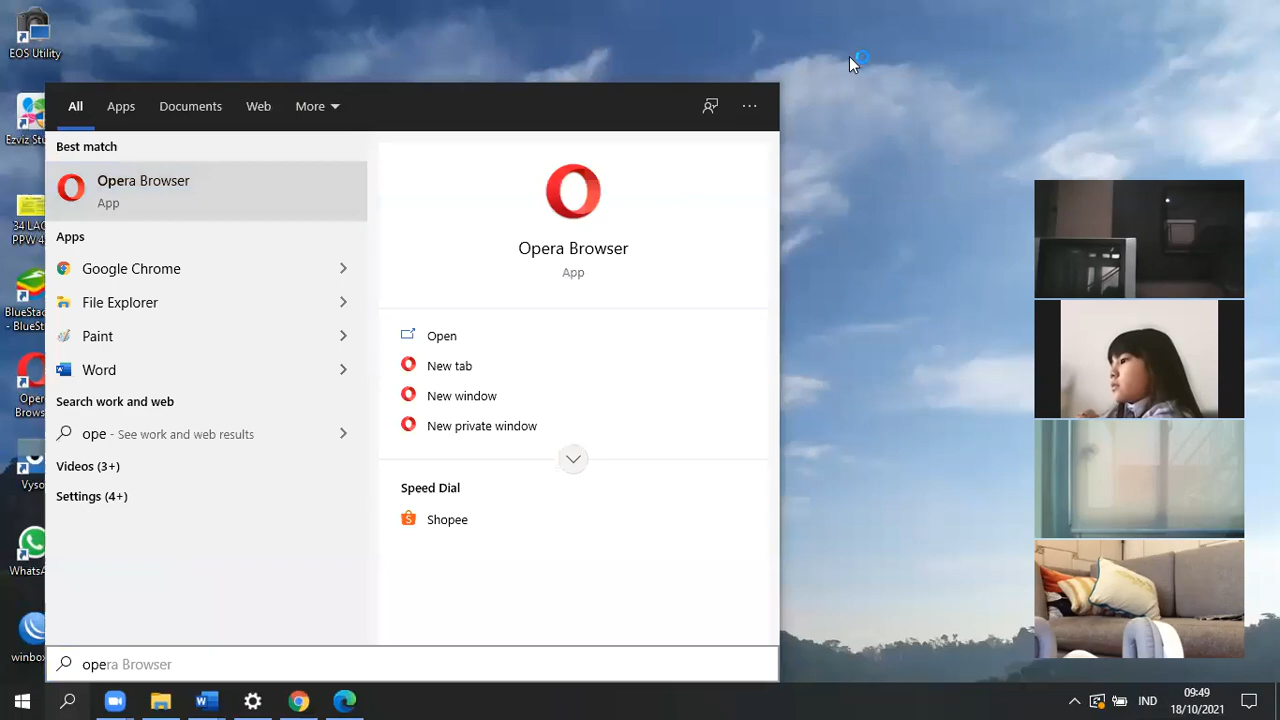 EOS Utility
Ezviz Stu
34 LAC
PPW 4
BlueStack
- BlueSta
Oper
Brows
Vyso
WhatsA
winbox
All
Apps
Documents
Web
More
Best match
Opera Browser
App
Apps
Google Chrome
File Explorer
Paint
Word
Search work and web
ope - See work and web results
Videos (3+)
Settings (4+)
Opera Browser
App
Open
New tab
New window
New private window
Speed Dial
Shopee
opera Browser
IND
09:49
18/10/2021